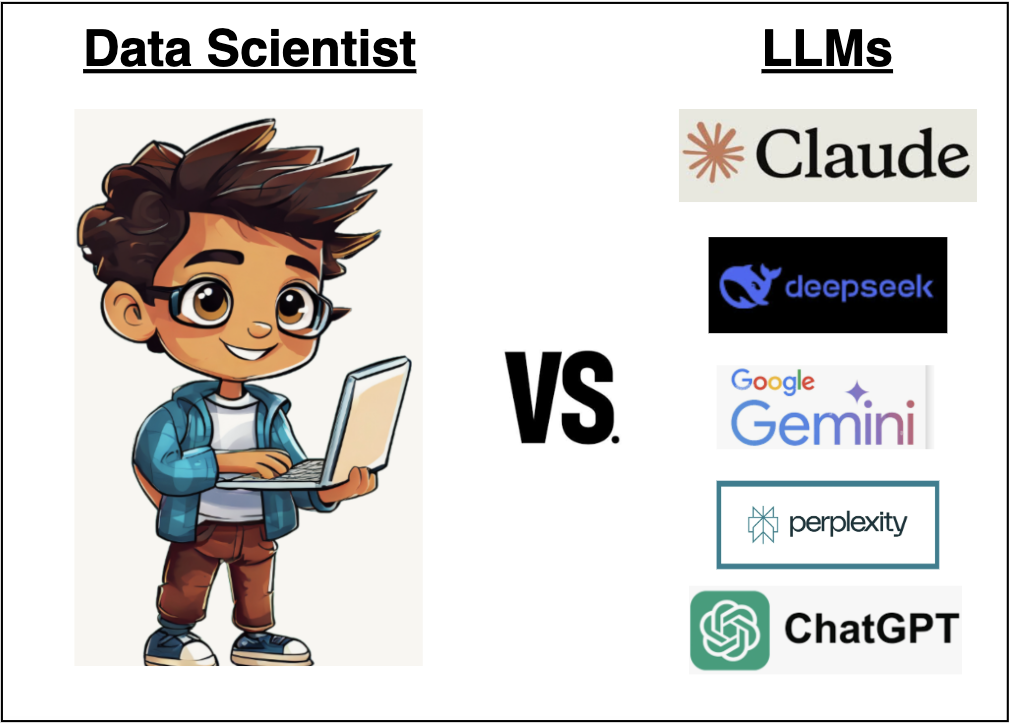 Data Scientist
LLMs
Claude
deepseek
VS.
Google
Gemini
perplexity
ChatGPT